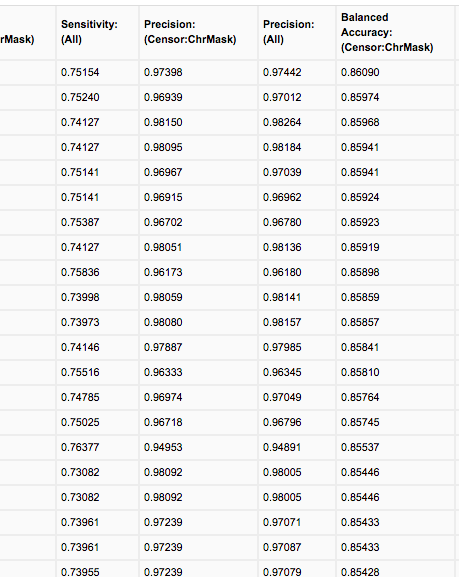 Sensitivity: Precision: Precision: Balanced
rMask) (All) (Censor:ChrMask) (All) Accuracy:
(Censor:ChrMask)
0.75154 0.97398 0.97442 0.86090
0.75240 0.96939 0.97012 0.85974
0.74127 0.98150 0.98264 0.85968
0.74127 0.98095 0.98184 0.85941
0.75141 0.96967 0.97039 0.85941
0.75141 0.96915 0.96962 0.85924
0.75387 0.96702 0.96780 0.85923
0.74127 0.98051 0.98136 0.85919
0.75836 0.96173 0.96180 0.85898
0.73998 0.98059 0.98141 0.85859
0.73973 0.98080 0.98157 0.85857
0.74146 0.97887 0.97985 0.85841
0.75516 0.96333 0.96345 0.85810
0.74785 0.96974 0.97049 0.85764
0.75025 0.96718 0.96796 0.85745
0.76377 0.94953 0.94891 0.85537
0.73082 0.98092 0.98005 0.85446
0.73082 0.98092 0.98005 0.85446
0.73961 0.97239 0.97071 0.85433
0.73961 0.97239 0.97087 0.85433
0.73955 0.97239 0.97079 0.85428